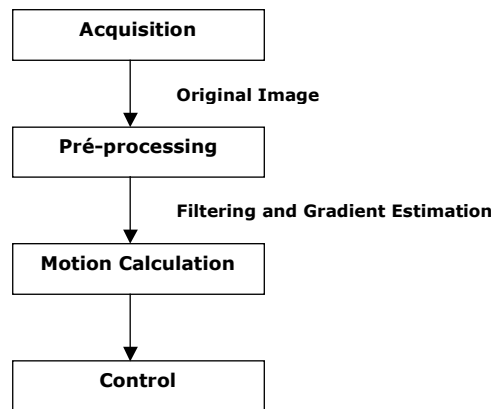 Acquisition
Original Image
Pré-processing
Filtering and Gradient Estimation
Motion Calculation
Control